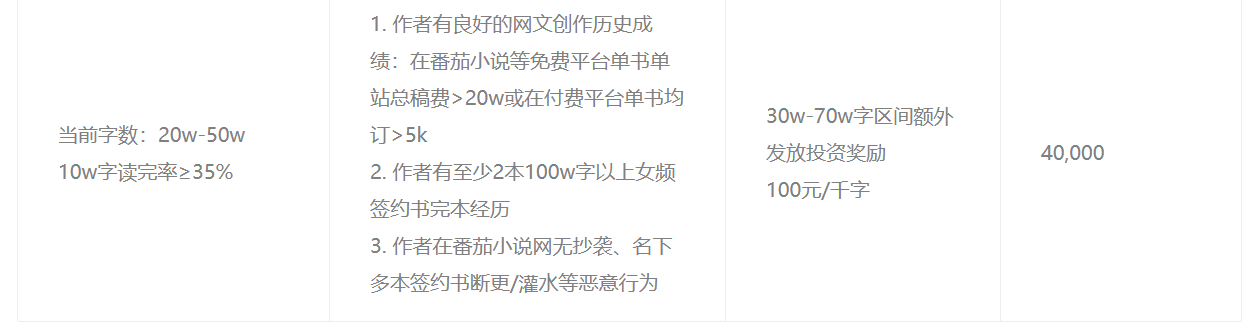 当前字数：20w-50w
10w字读完率≥35%
1. 作者有良好的网文创作历史成
绩：在番茄小说等免费平台单书单
站总稿费>20w或在付费平台单书均
订>5k
2. 作者有至少2本100w字以上女频
签约书完本经历
3. 作者在番茄小说网无抄袭、名下
多本签约书断更/灌水等恶意行为
30w-70w字区间额外
发放投资奖励
100元/千字
40,000